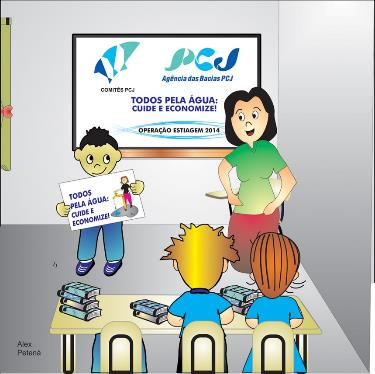 COMITÊS PCJ
PCJ
Agência das Bacias PCJ
TODOS PELA ÁGUA:
CUIDE E ECONOMIZE!
OPERAÇÃO ESTIAGEM 2014
TODOS
PELA ÁGUA:
CUIDE E
ECONOMIZE!
Alex
Petená